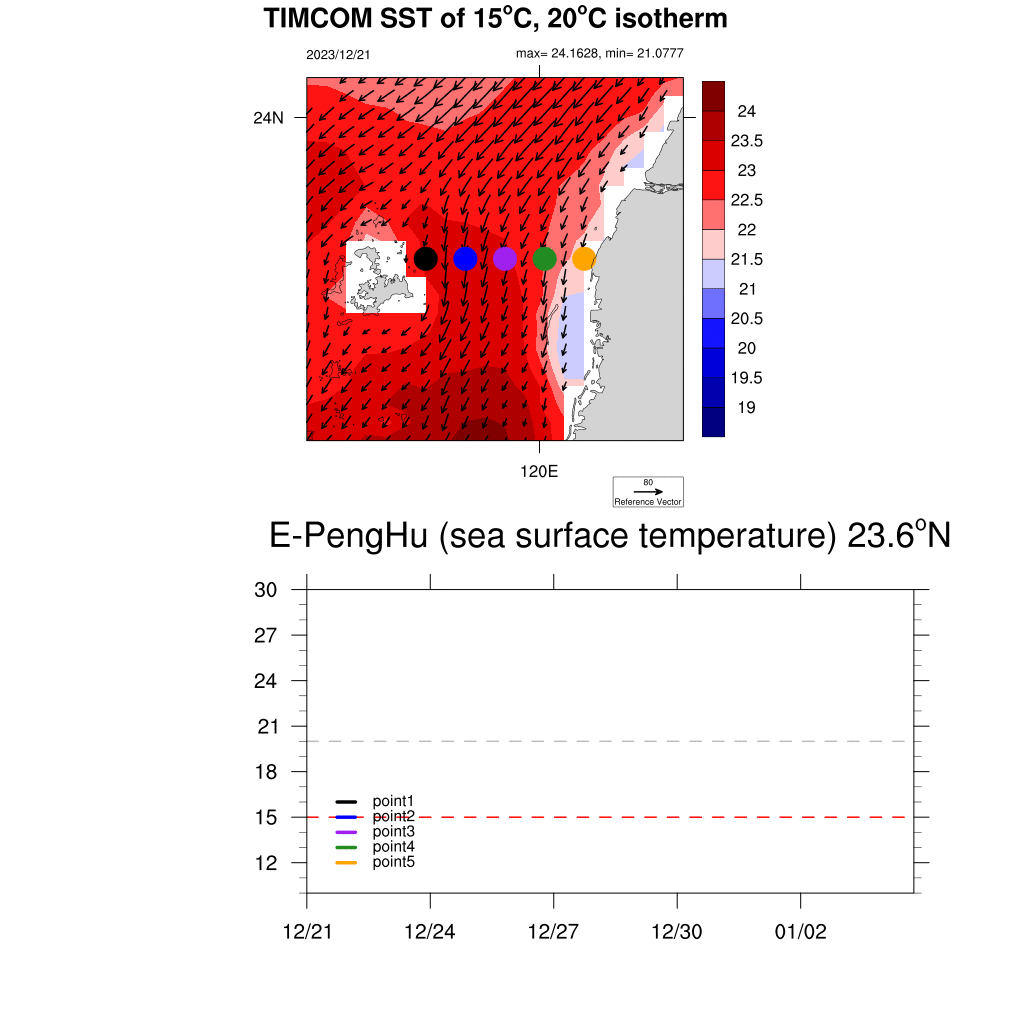 TIMCOM SST of 15°C, 20°C isotherm
2023/12/21
max= 24.1628, min= 21.0777
24N
120E
24
23.5
23
22.5
22
21.5
21
20.5
20
19.5
19
80
Reference Vector
E-PengHu (sea surface temperature) 23.6°N
30
27
24
21
18
15
12
point1
point2
point3
point4
point5
12/21
12/24
12/27
12/30
01/02